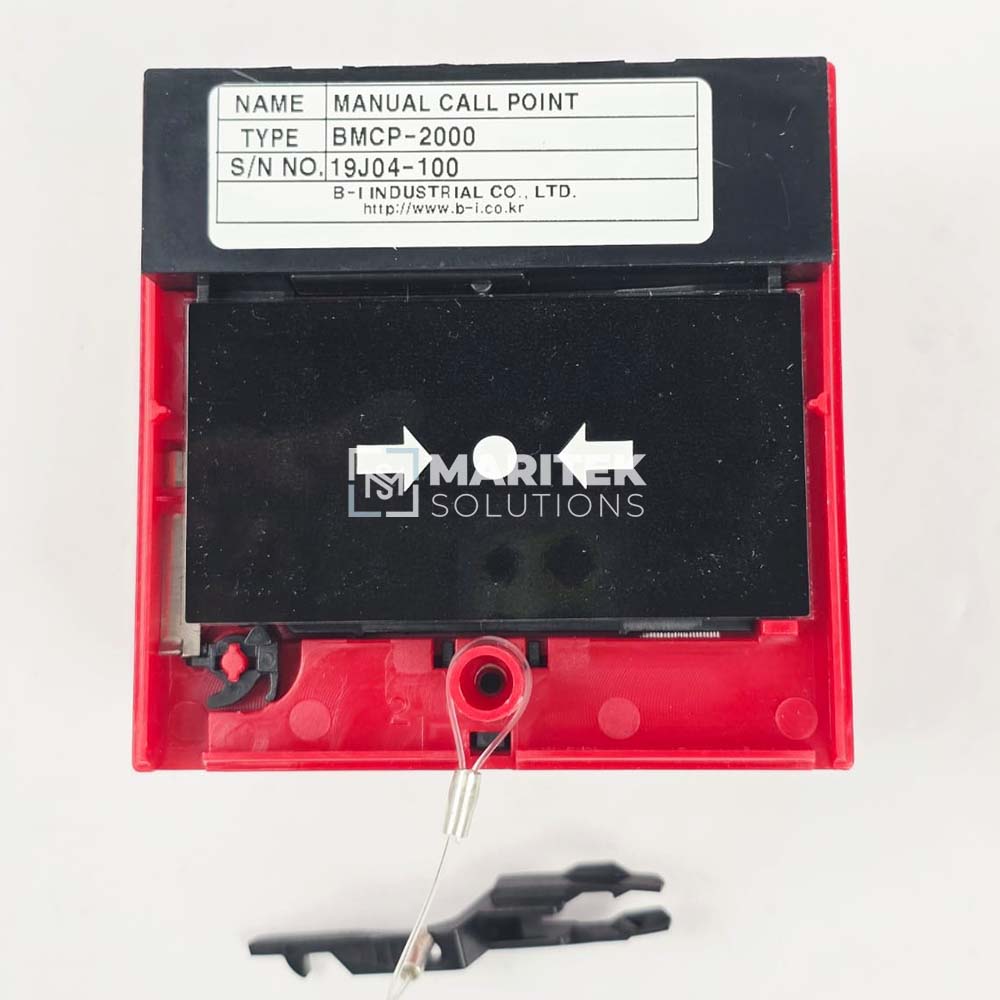 NAME MANUAL CALL POINT
TYPE BMCP-2000
S/N NO. 19J04-100
B-I INDUSTRIAL CO., LTD.
http://www.b-i.co.kr
MARITEK
SOLUTIONS